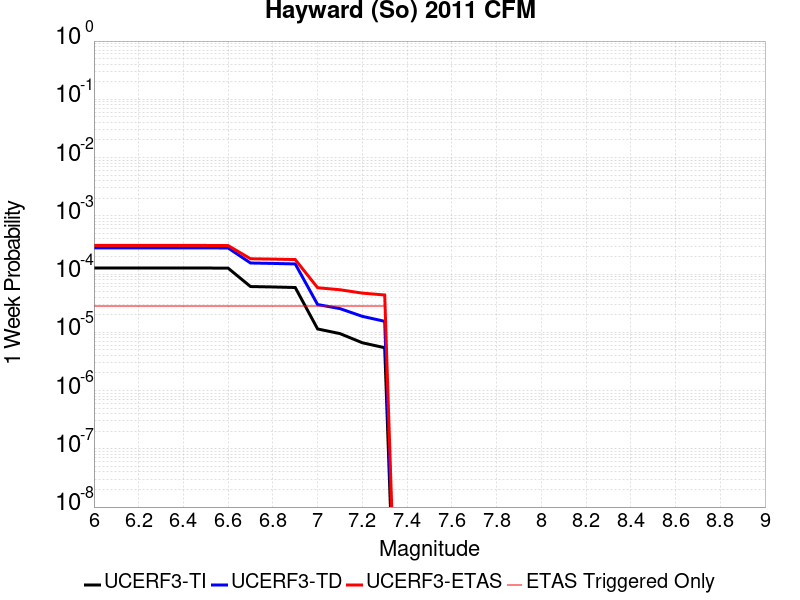 Hayward (So) 2011 CFM
10^0
10^-1
10^-2
10^-3
10^-4
10^-5
10^-6
10^-7
10^-8
1 Week Probability
6 6.2 6.4 6.6 6.8 7 7.2 7.4 7.6 7.8 8 8.2 8.4 8.6 8.8 9
Magnitude
UCERF3-TI UCERF3-TD UCERF3-ETAS ETAS Triggered Only